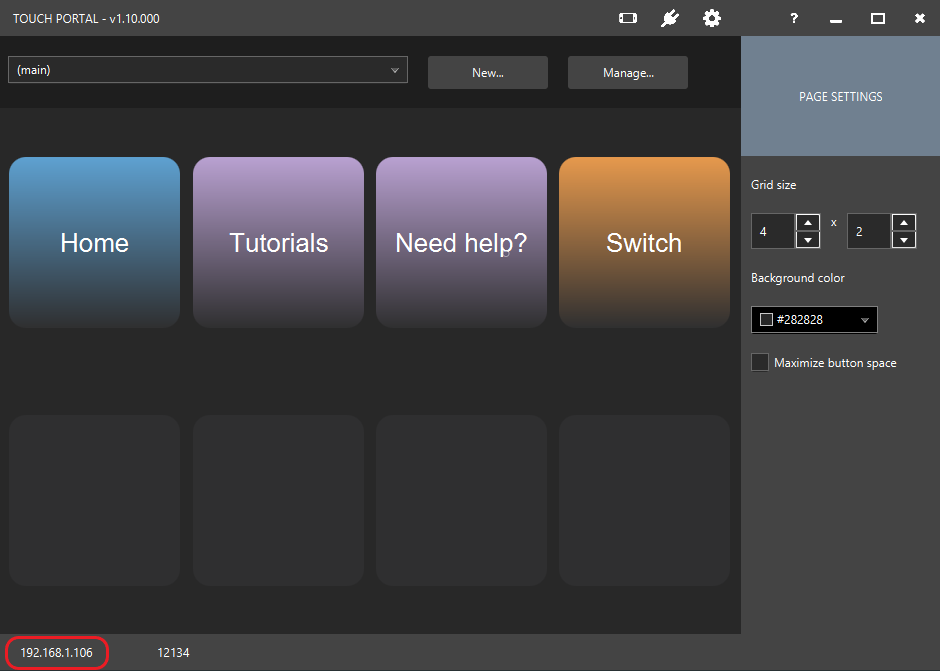 TOUCH PORTAL - v1.10.000 ?
(main) New... Manage...
PAGE SETTINGS
Grid size
4 x 2
Home Tutorials Need help? Switch
Background color
#282828
Maximize button space
192.168.1.106 12134